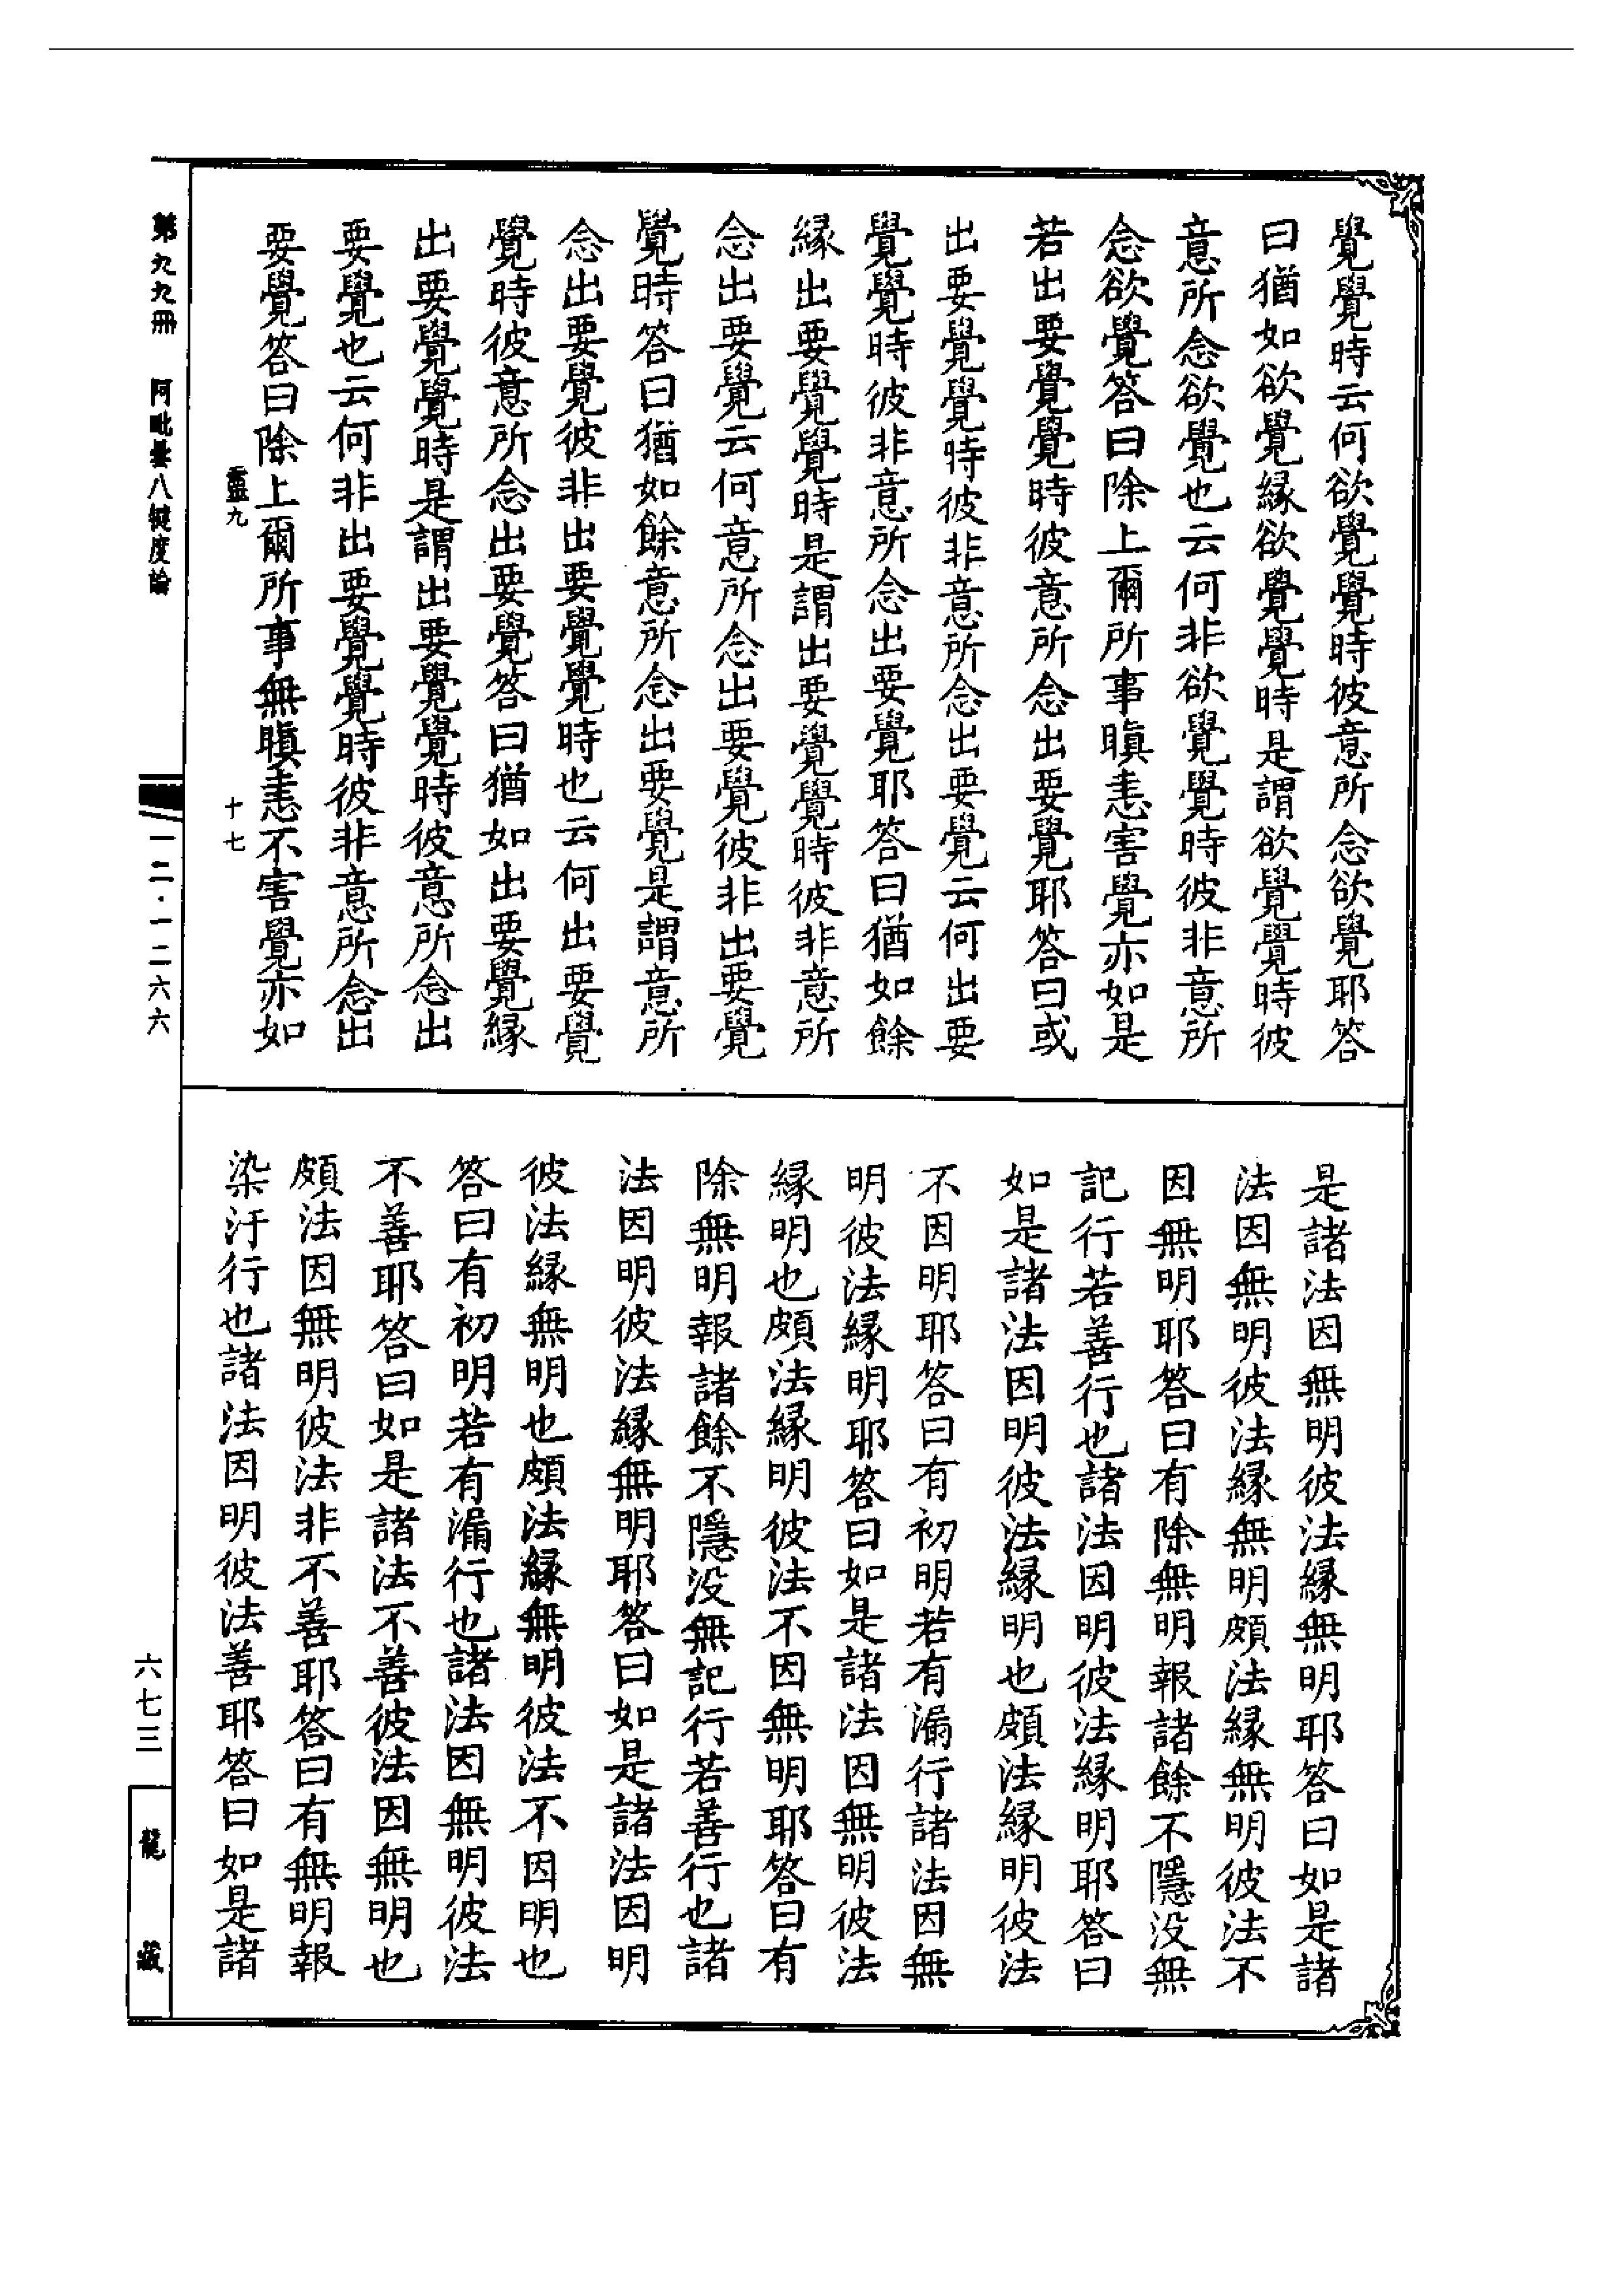 覺覺時云何欲覺覺時彼意所念欲覺耶答
曰猶如欲覺緣欲覺覺時是謂欲覺覺時彼
意所念欲覺也云何非欲覺覺時彼非意所
念欲覺答曰除上爾所事瞋恚害覺亦如是
若出要覺覺時彼意所念出要覺耶答曰或
出要覺覺時彼非意所念出要覺云何出要
覺覺時彼非意所念出要覺耶答曰猶如餘
緣出要覺覺時是謂出要覺覺時彼非意所
念出要覺云何意所念出要覺彼非出要覺
覺時答曰猶如餘意所念出要覺是謂意所
念出要覺彼非出要覺覺時也云何出要覺
覺時彼意所念出要覺答曰猶如出要覺緣
出要覺覺時是謂出要覺覺時彼意所念出
要覺也云何非出要覺覺時彼非意所念出
要覺答曰除上爾所事無瞋恚不害覺亦如
靈九 十七
是諸法因無明彼法緣無明耶答曰如是諸
法因無明彼法緣無明頗法緣無明彼法不
因無明耶答曰有除無明報諸餘不隱没無
記行若善行也諸法因明彼法緣明耶答曰
如是諸法因明彼法緣明也頗法緣明彼法
不因明耶答曰有初明若有漏行諸法因無
明彼法緣明耶答曰如是諸法因無明彼法
緣明也頗法緣明彼法不因無明耶答曰有
除無明報諸餘不隱没無記行若善行也諸
法因明彼法緣無明耶答曰如是諸法因明
彼法緣無明也頗法緣無明彼法不因明也
答曰有初明若有漏行也諸法因無明彼法
不善耶答曰如是諸法不善彼法因無明也
頗法因無明彼法非不善耶答曰有無明報
染汙行也諸法因明彼法善耶答曰如是諸
第九九冊 阿毗曇八犍度論
一二·一二六六
六七三
龍藏